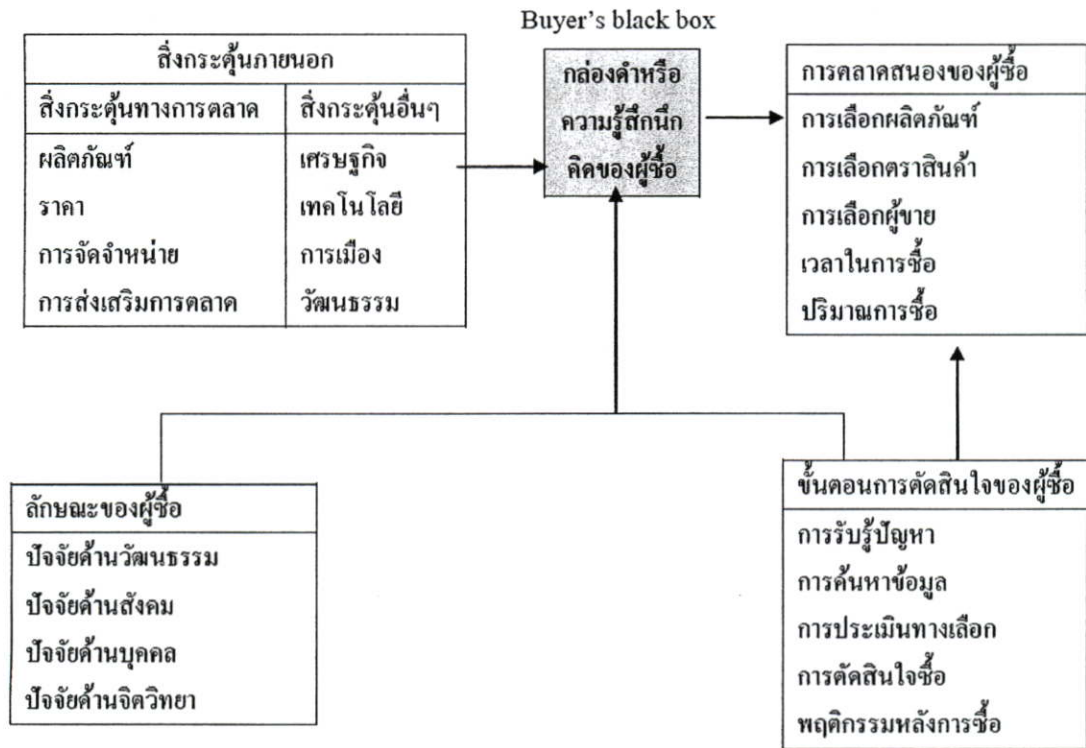 Buyer's black box
สิ่งกระตุ้นภายนอก
สิ่งกระตุ้นทางการตลาด
สิ่งกระตุ้นอื่นๆ
ผลิตภัณฑ์
เศรษฐกิจ
ราคา
เทคโนโลยี
การจัดจำหน่าย
การเมือง
การส่งเสริมการตลาด
วัฒนธรรม
กล่องดำหรือ
ความรู้สึกนึก
คิดของผู้ซื้อ
การตลาดสนองของผู้ซื้อ
การเลือกผลิตภัณฑ์
การเลือกตราสินค้า
การเลือกผู้ขาย
เวลาในการซื้อ
ปริมาณการซื้อ
ลักษณะของผู้ซื้อ
ปัจจัยด้านวัฒนธรรม
ปัจจัยด้านสังคม
ปัจจัยด้านบุคคล
ปัจจัยด้านจิตวิทยา
ขั้นตอนการตัดสินใจของผู้ซื้อ
การรับรู้ปัญหา
การค้นหาข้อมูล
การประเมินทางเลือก
การตัดสินใจซื้อ
พฤติกรรมหลังการซื้อ